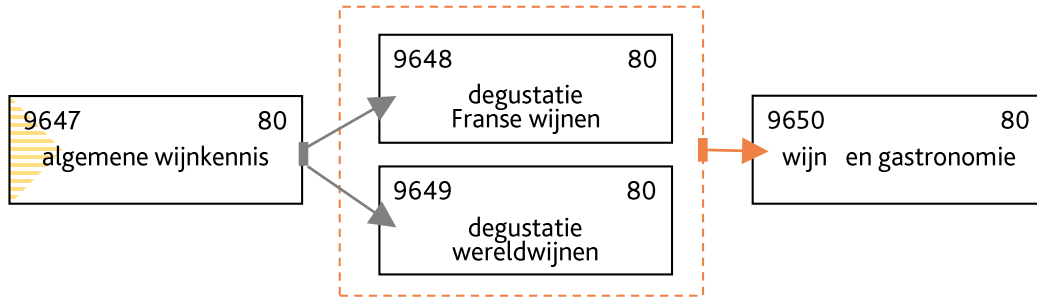 9647 80
algemene wijnkennis
9648 80
degustatie
Franse wijnen
9649 80
degustatie
wereldwijnen
9650 80
wijn en gastronomie